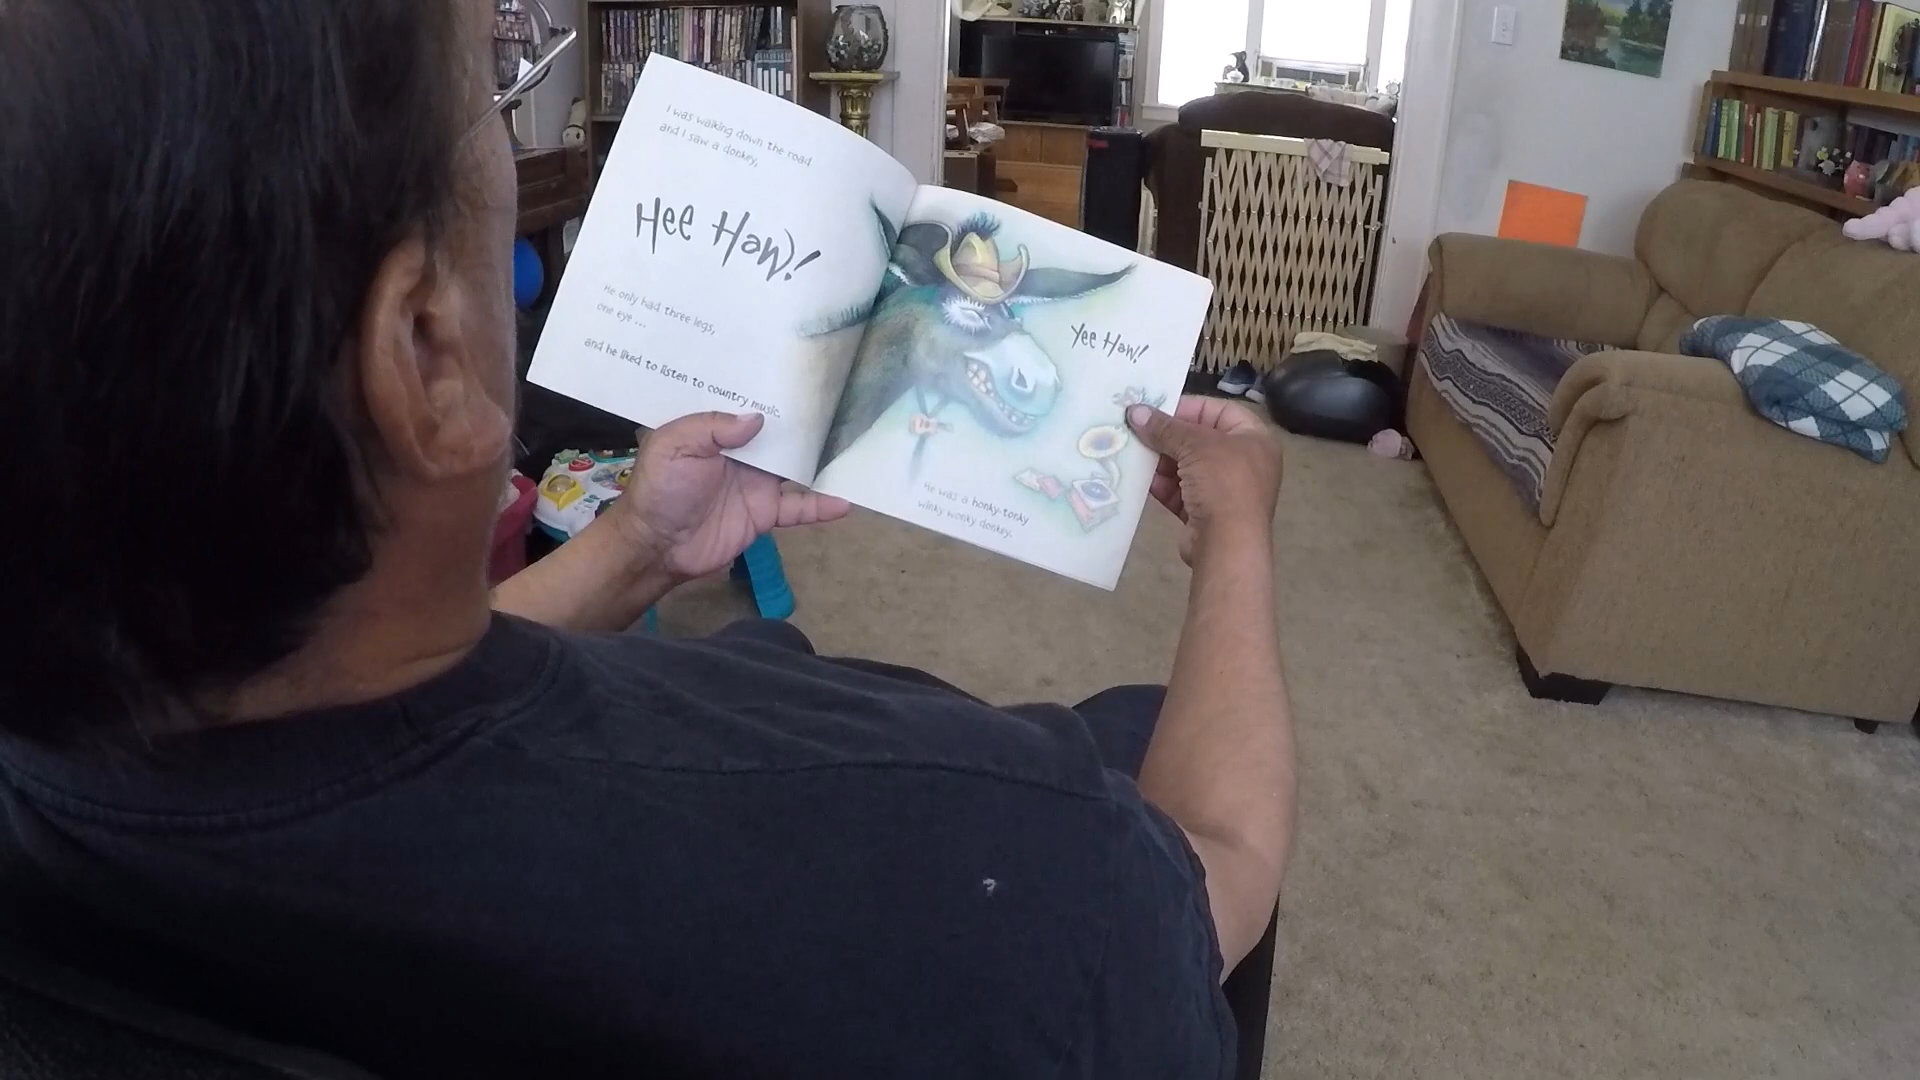 I was walking down the road
and I saw a donkey,
Hee Haw!
He only had three legs,
one eye ...
and he liked to listen to country music.
Yee Haw!
He was a honky-tonky
winky wonky donkey.